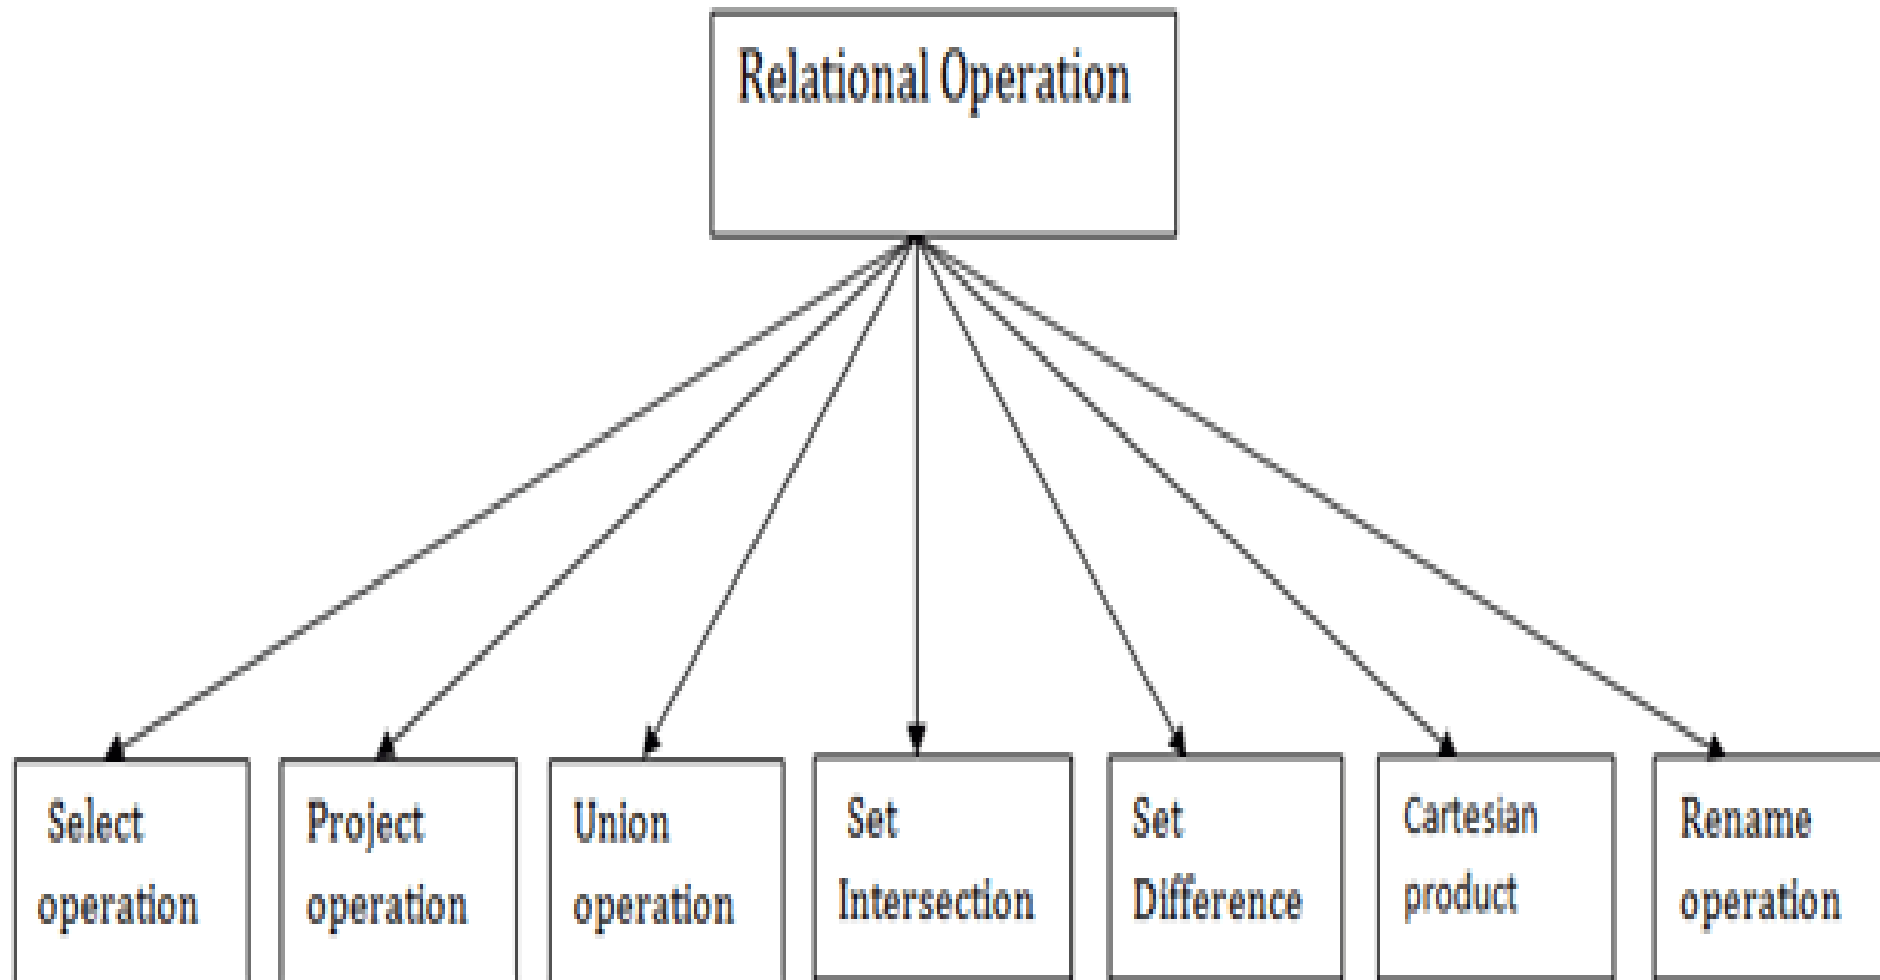 Relational Operation
Select
operation
Project
operation
Union
operation
Set
Intersection
Set
Difference
Cartesian
product
Rename
operation